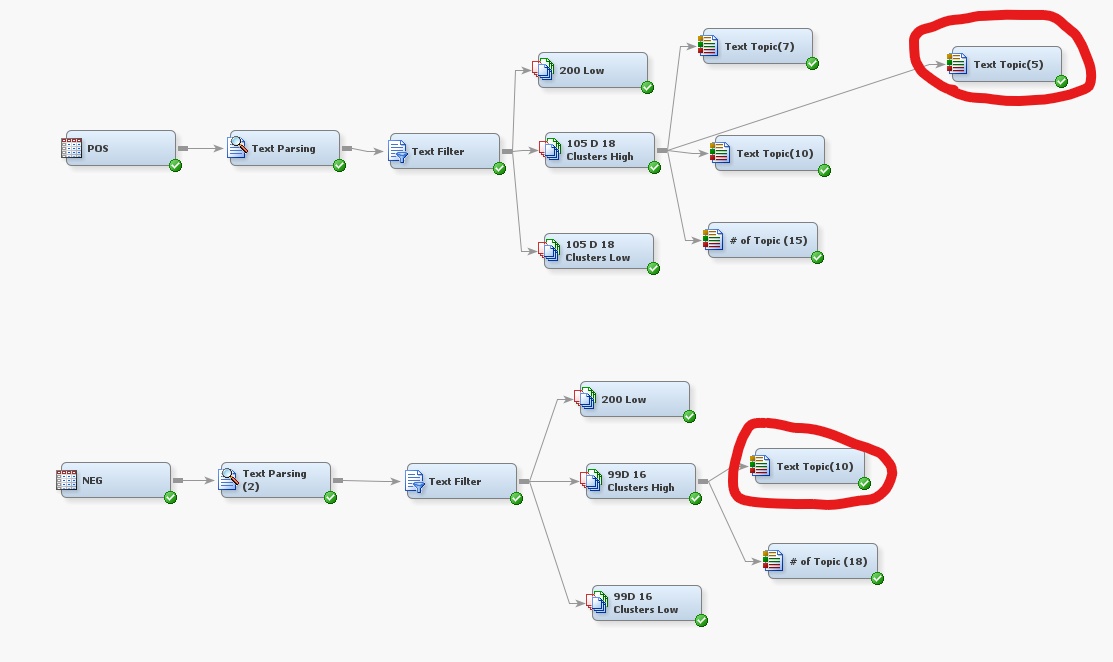 Text Topic(7)
Text Topic(5)
200 Low
POS
Text Parsing
Text Filter
105 D 18
Clusters High
Text Topic(10)
# of Topic (15)
105 D 18
Clusters Low
200 Low
NEG
Text Parsing
(2)
Text Filter
99D 16
Clusters High
Text Topic(10)
# of Topic (18)
99D 16
Clusters Low